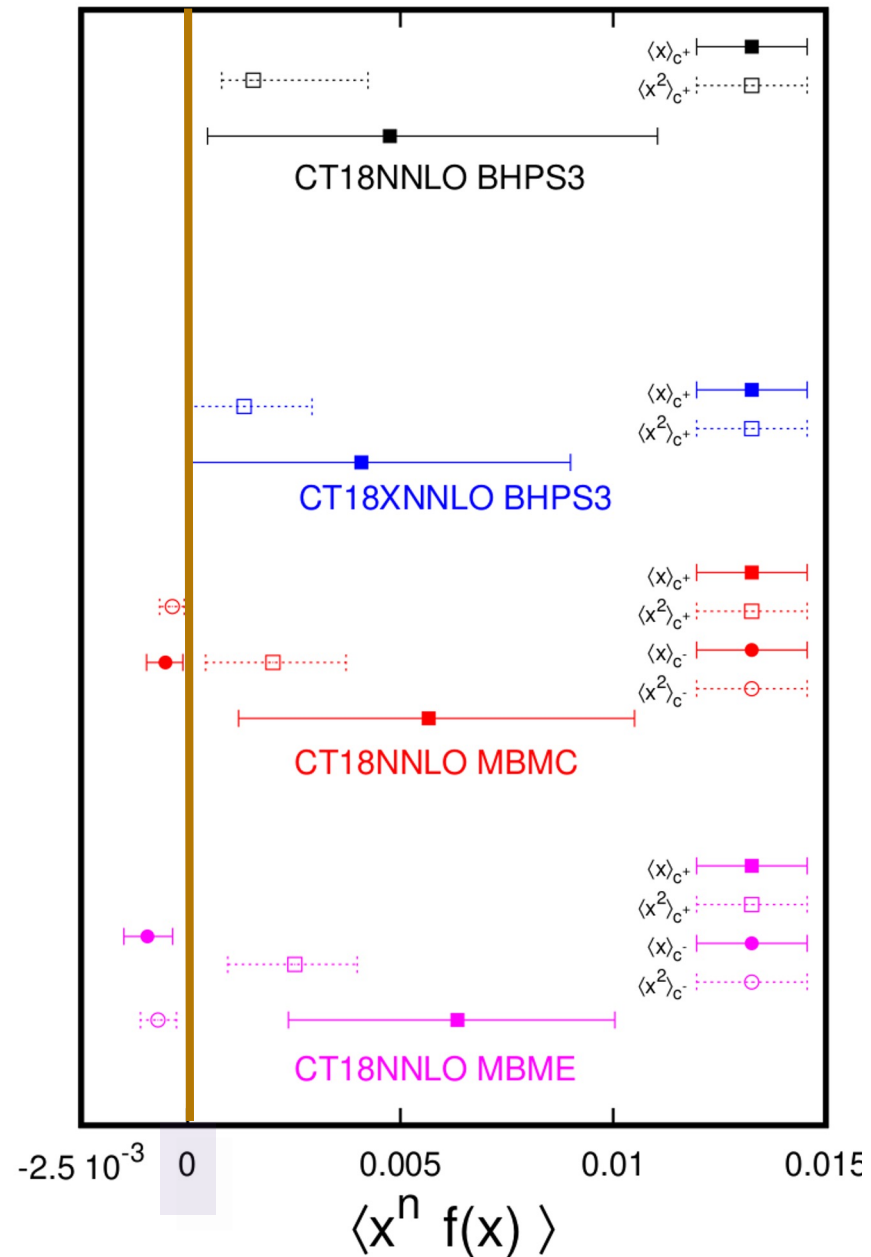 ⟨x⟩c+
⟨x²⟩c+
CT18NNLO BHPS3
⟨x⟩c+
⟨x²⟩c+
CT18XNNLO BHPS3
⟨x⟩c+
⟨x²⟩c+
⟨x⟩c-
⟨x²⟩c-
CT18NNLO MBMC
⟨x⟩c+
⟨x²⟩c+
⟨x⟩c-
⟨x²⟩c-
CT18NNLO MBME
-2.5 10⁻³ 0 0.005 0.01 0.015
⟨xⁿ f(x) ⟩